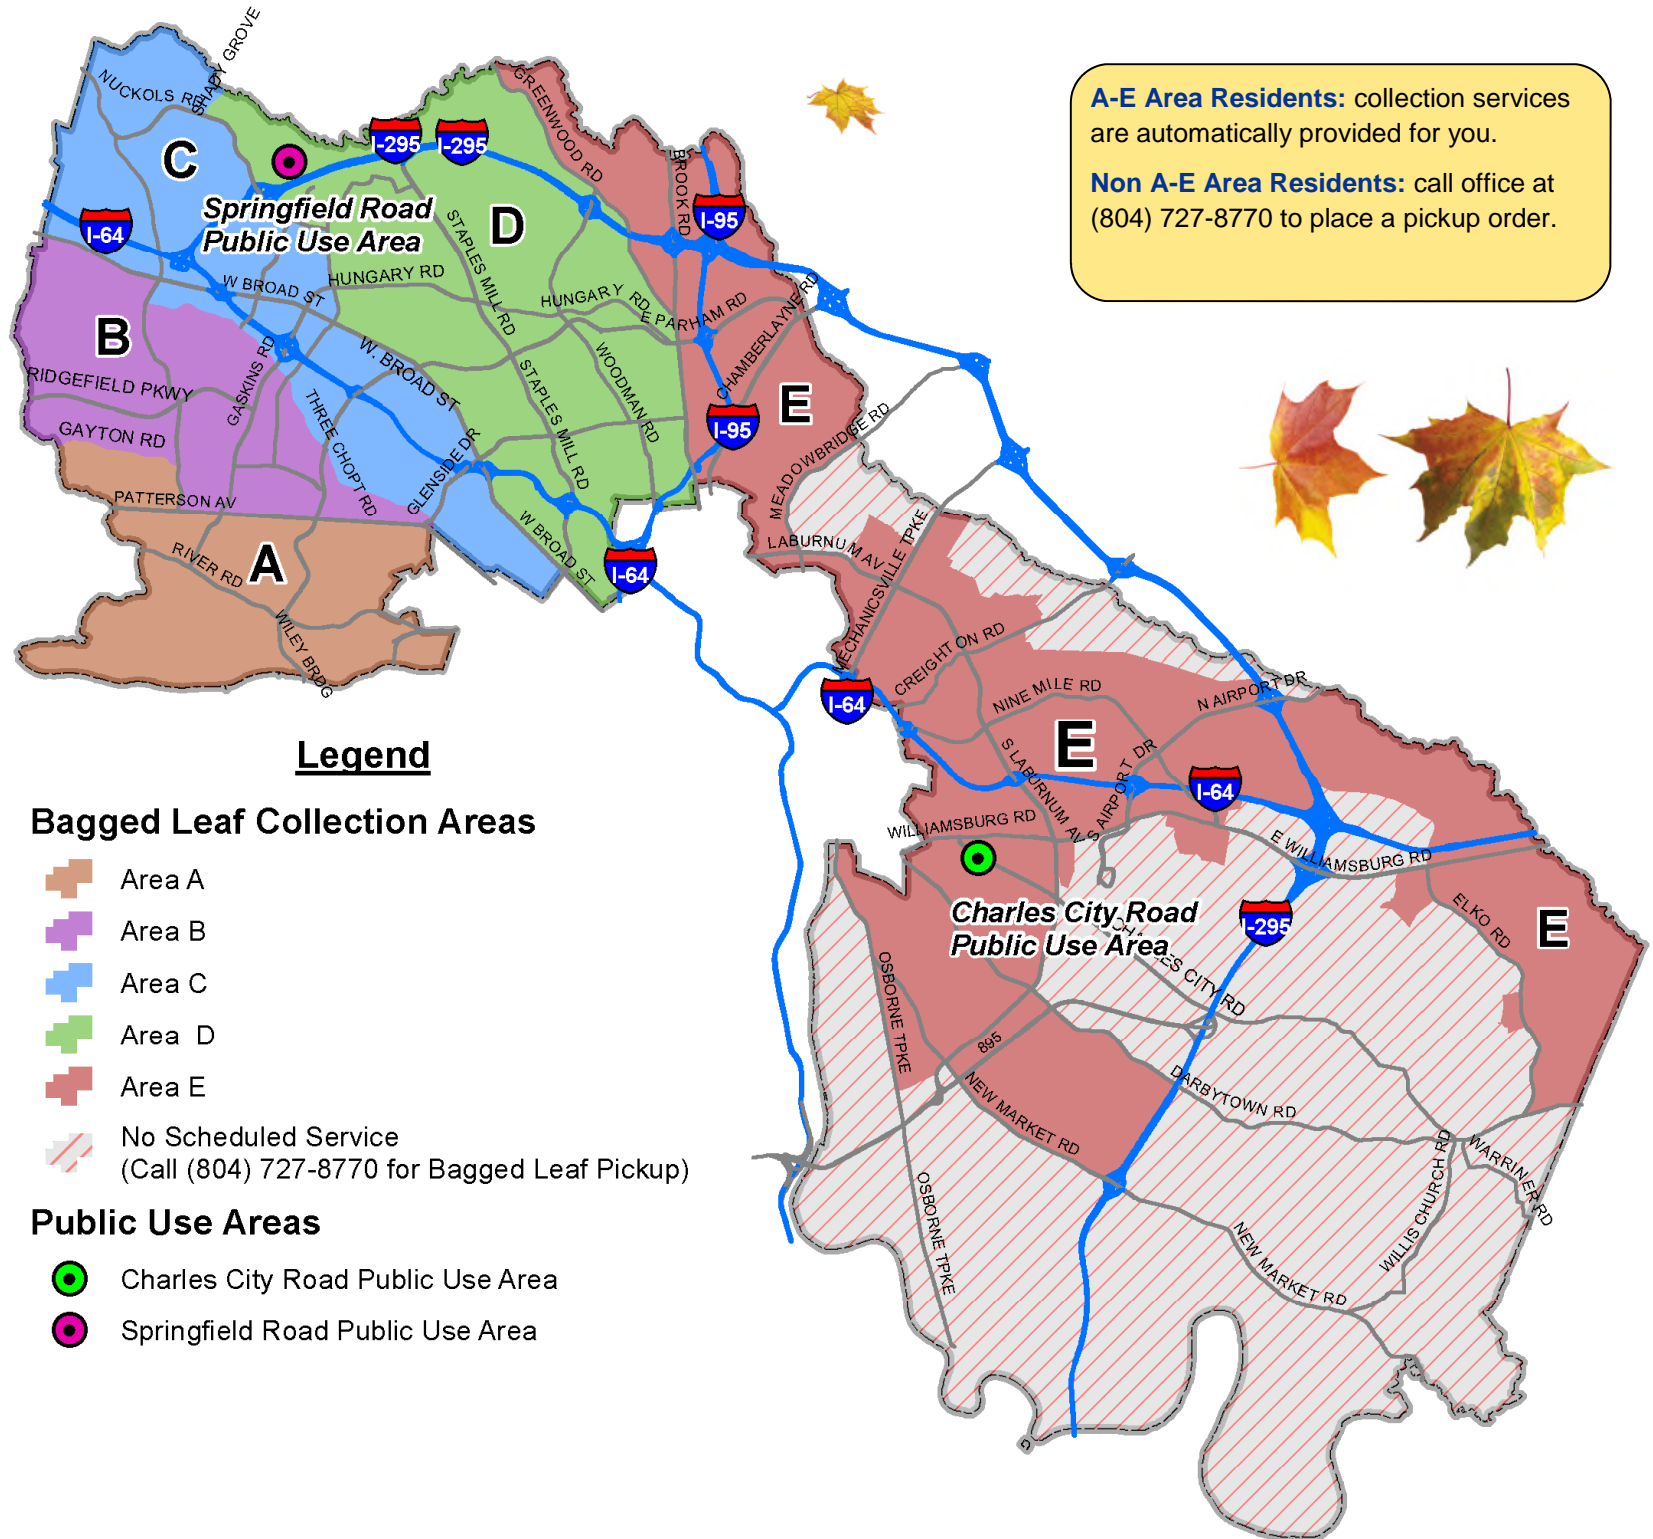 A-E Area Residents: collection services
are automatically provided for you.
Non A-E Area Residents: call office at
(804) 727-8770 to place a pickup order.
SHADY GROVE
NUCKOLS RD
GREENWOOD RD
C
I-295
I-295
BROOK RD
I-95
Springfield Road
Public Use Area
D
I-64
STAPLES MILL RD
W BROAD ST
HUNGARY RD
HUNGARY RD
E PARHAM RD
CHAMBERLAYNE RD
B
GASKINS RD
W. BROAD ST
WOODMAN RD
RIDGEFIELD PKWY
STAPLES MILL RD
E
I-95
GAYTON RD
THREE CHOPT RD
GLENSIDE DR
MEADOWBRIDGE RD
PATTERSON AV
W BROAD ST
LABURNUM AV
RIVER RD
A
I-64
MECHANICSVILLE TPKE
WILEY BRDG
CREIGHTON RD
I-64
NINE MILE RD
N AIRPORT DR
E
S LABURNUM AV
S AIRPORT DR
I-64
WILLIAMSBURG RD
E WILLIAMSBURG RD
Charles City Road
Public Use Area
CHARLES CITY RD
I-295
ELKO RD
E
OSBORNE TPKE
895
NEW MARKET RD
DARBYTOWN RD
WARRINER RD
WILLIS CHURCH RD
OSBORNE TPKE
NEW MARKET RD
Legend
Bagged Leaf Collection Areas
Area A
Area B
Area C
Area D
Area E
No Scheduled Service
(Call (804) 727-8770 for Bagged Leaf Pickup)
Public Use Areas
Charles City Road Public Use Area
Springfield Road Public Use Area